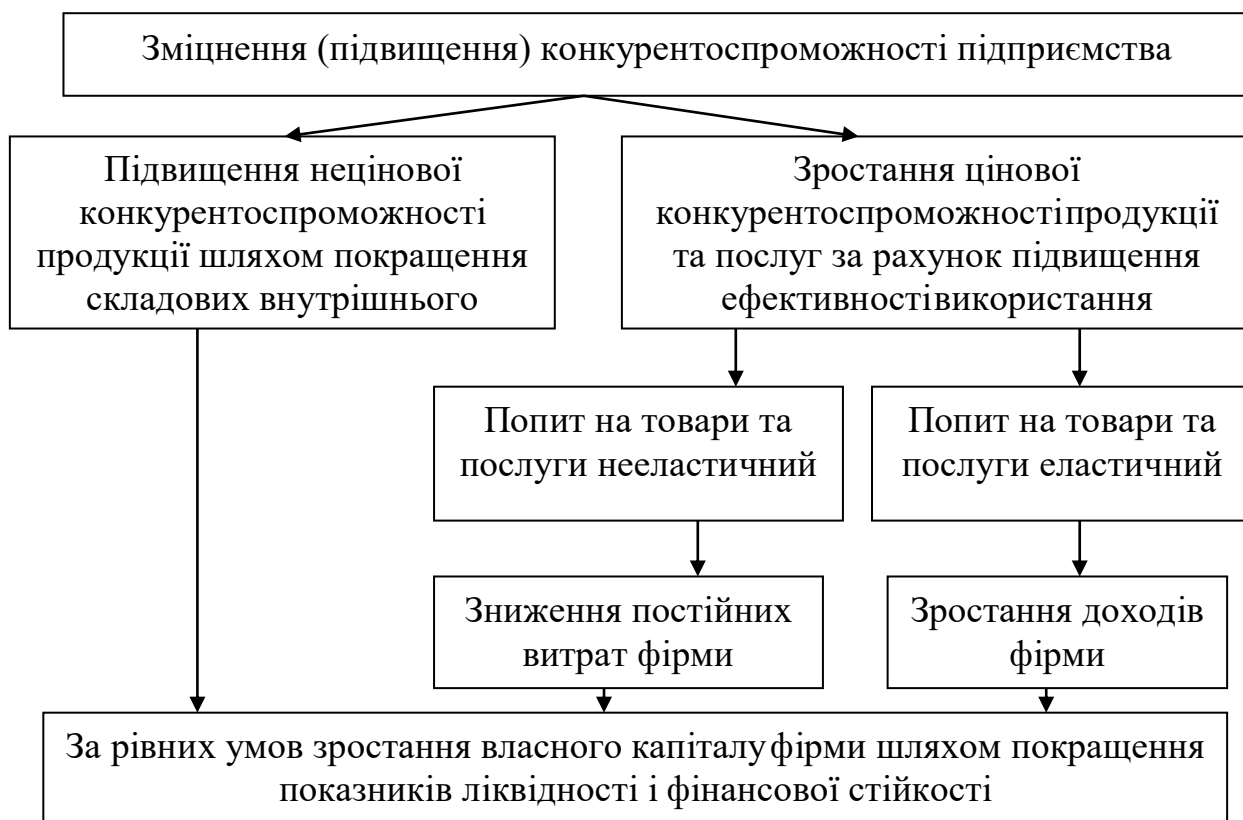 Зміцнення (підвищення) конкурентоспроможності підприємства
Підвищення нецінової
конкурентоспроможності
продукції шляхом покращення
складових внутрішнього
Зростання цінової
конкурентоспроможностіпродукції
та послуг за рахунок підвищення
ефективностівикористання
Попит на товари та
послуги нееластичний
Попит на товари та
послуги еластичний
Зниження постійних
витрат фірми
Зростання доходів
фірми
За рівних умов зростання власного капіталу фірми шляхом покращення
показників ліквідності і фінансової стійкості